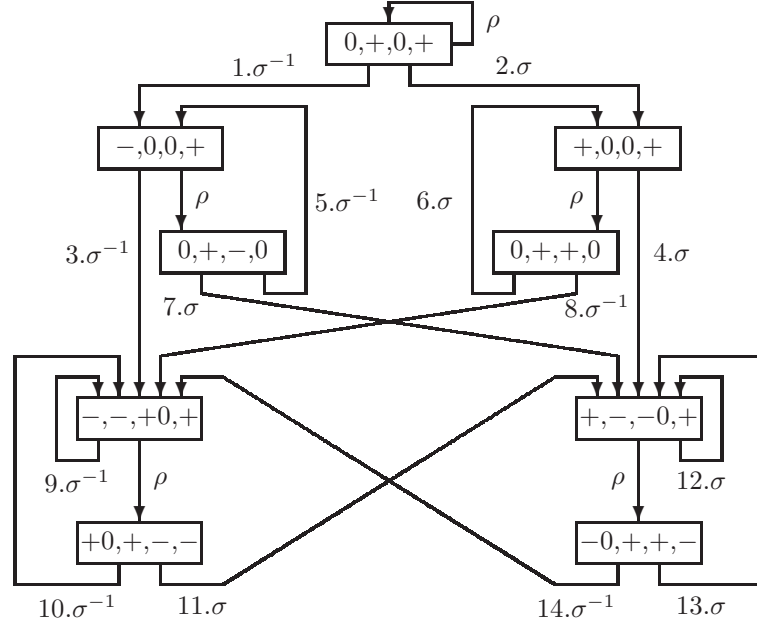 ρ
0,+,0,+
1.σ⁻¹ 2.σ
−,0,0,+ +,0,0,+
ρ 5.σ⁻¹ 6.σ ρ
3.σ⁻¹ 0,+,−,0 0,+,+,0 4.σ
7.σ 8.σ⁻¹
−,−,+0,+ +,−,−0,+
9.σ⁻¹ ρ ρ 12.σ
+0,+,−,− −0,+,+,−
10.σ⁻¹ 11.σ 14.σ⁻¹ 13.σ